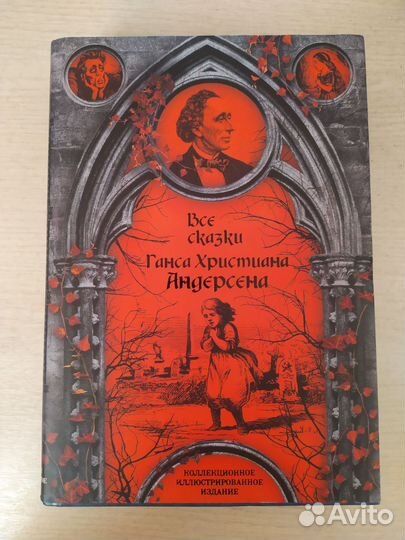 Все
сказки
Ганса Христиана
Андерсена
КОЛЛЕКЦИОННОЕ
ИЛЛЮСТРИРОВАННОЕ
ИЗДАНИЕ
Avito